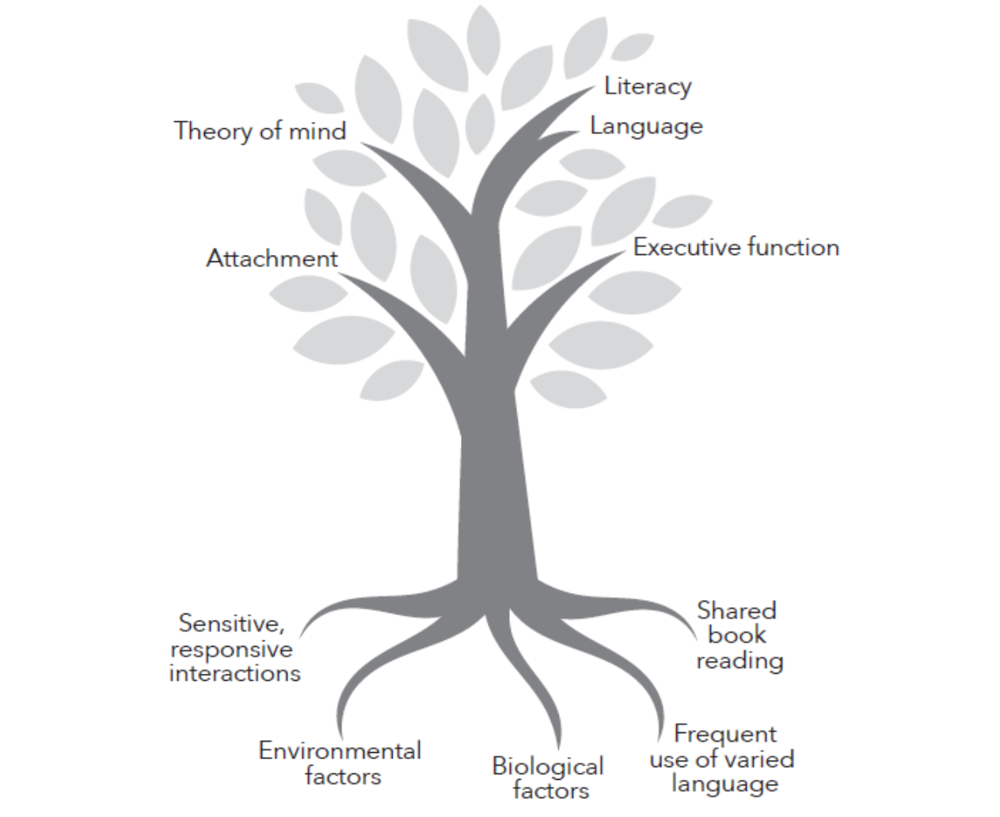 Literacy
Language
Theory of mind
Executive function
Attachment
Sensitive,
responsive
interactions
Shared
book
reading
Environmental
factors
Biological
factors
Frequent
use of varied
language